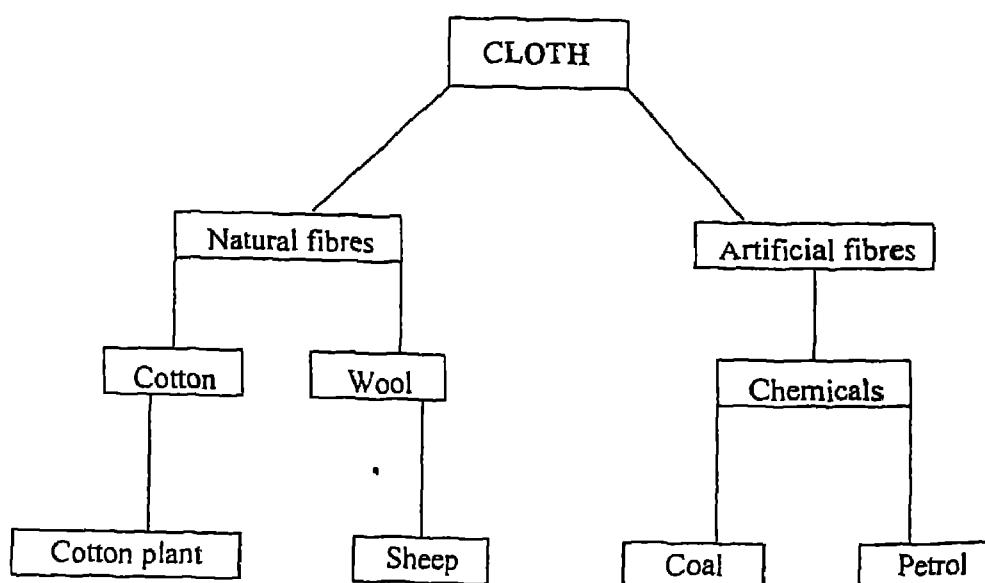 CLOTH
Natural fibres
Artificial fibres
Cotton
Wool
Chemicals
Cotton plant
Sheep
Coal
Petrol